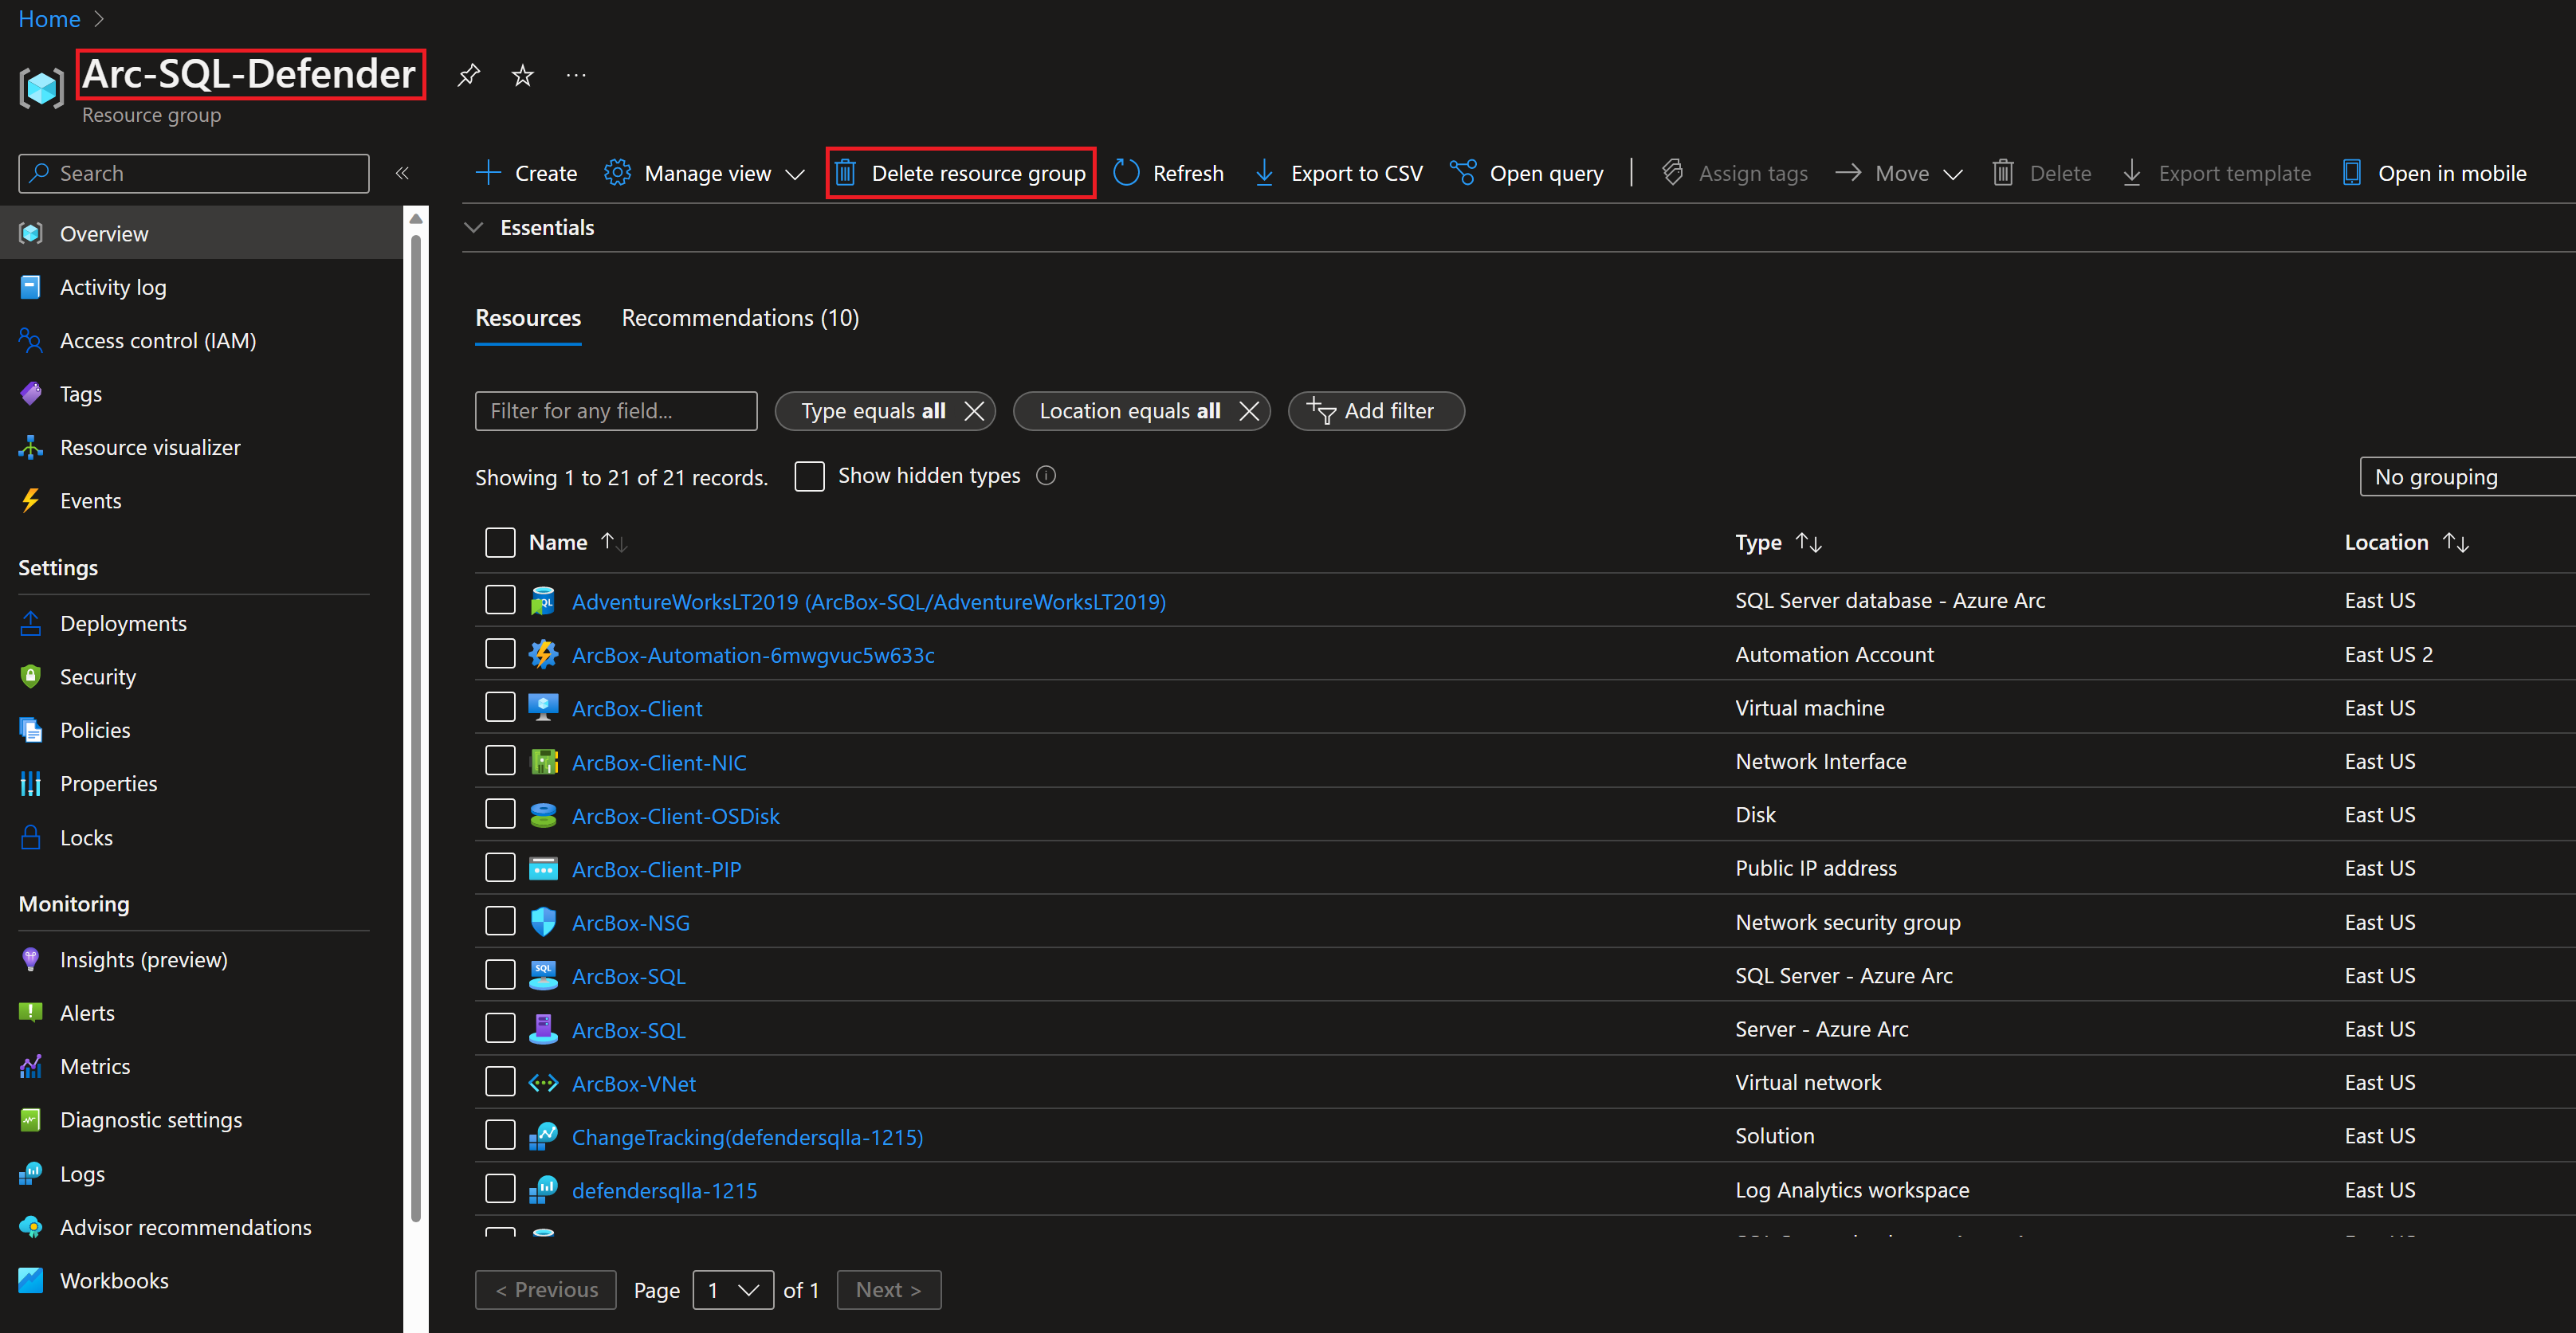 Home
Arc-SQL-Defender
Resource group
Search
Create
Manage view
Delete resource group
Refresh
Export to CSV
Open query
Assign tags
Move
Delete
Export template
Open in mobile
Overview
Activity log
Access control (IAM)
Tags
Resource visualizer
Events
Settings
Deployments
Security
Policies
Properties
Locks
Monitoring
Insights (preview)
Alerts
Metrics
Diagnostic settings
Logs
Advisor recommendations
Workbooks
Essentials
Resources Recommendations (10)
Filter for any field...
Type equals all
Location equals all
Add filter
Showing 1 to 21 of 21 records.
Show hidden types
No grouping
Name Type Location
AdventureWorksLT2019 (ArcBox-SQL/AdventureWorksLT2019) SQL Server database - Azure Arc East US
ArcBox-Automation-6mwgvuc5w633c Automation Account East US 2
ArcBox-Client Virtual machine East US
ArcBox-Client-NIC Network Interface East US
ArcBox-Client-OSDisk Disk East US
ArcBox-Client-PIP Public IP address East US
ArcBox-NSG Network security group East US
ArcBox-SQL SQL Server - Azure Arc East US
ArcBox-SQL Server - Azure Arc East US
ArcBox-VNet Virtual network East US
ChangeTracking(defendersqlla-1215) Solution East US
defendersqlla-1215 Log Analytics workspace East US
< Previous Page 1 of 1 Next >